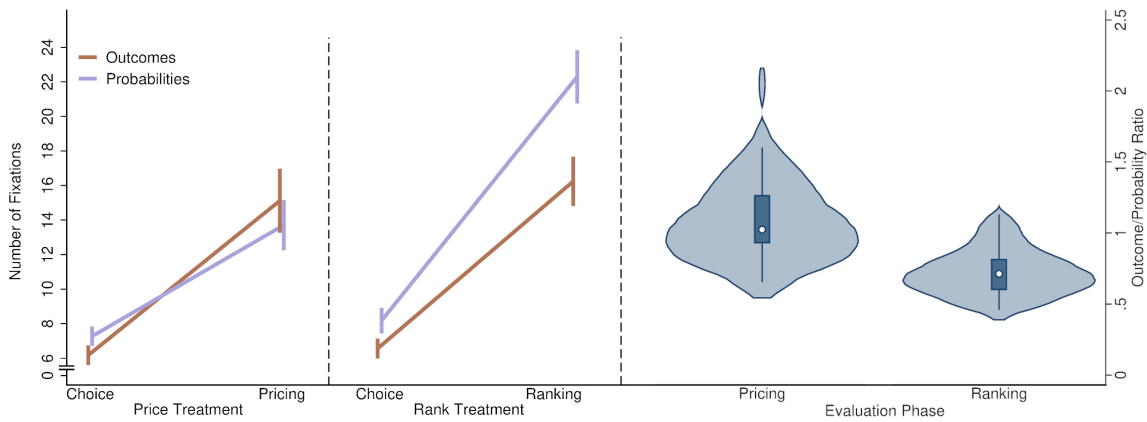 Number of Fixations
24
22
20
18
16
14
12
10
8
6
0
Outcomes
Probabilities
Choice
Pricing
Price Treatment
Choice
Ranking
Rank Treatment
Pricing
Ranking
Evaluation Phase
2.5
2
1.5
1
.5
0
Outcome/Probability Ratio